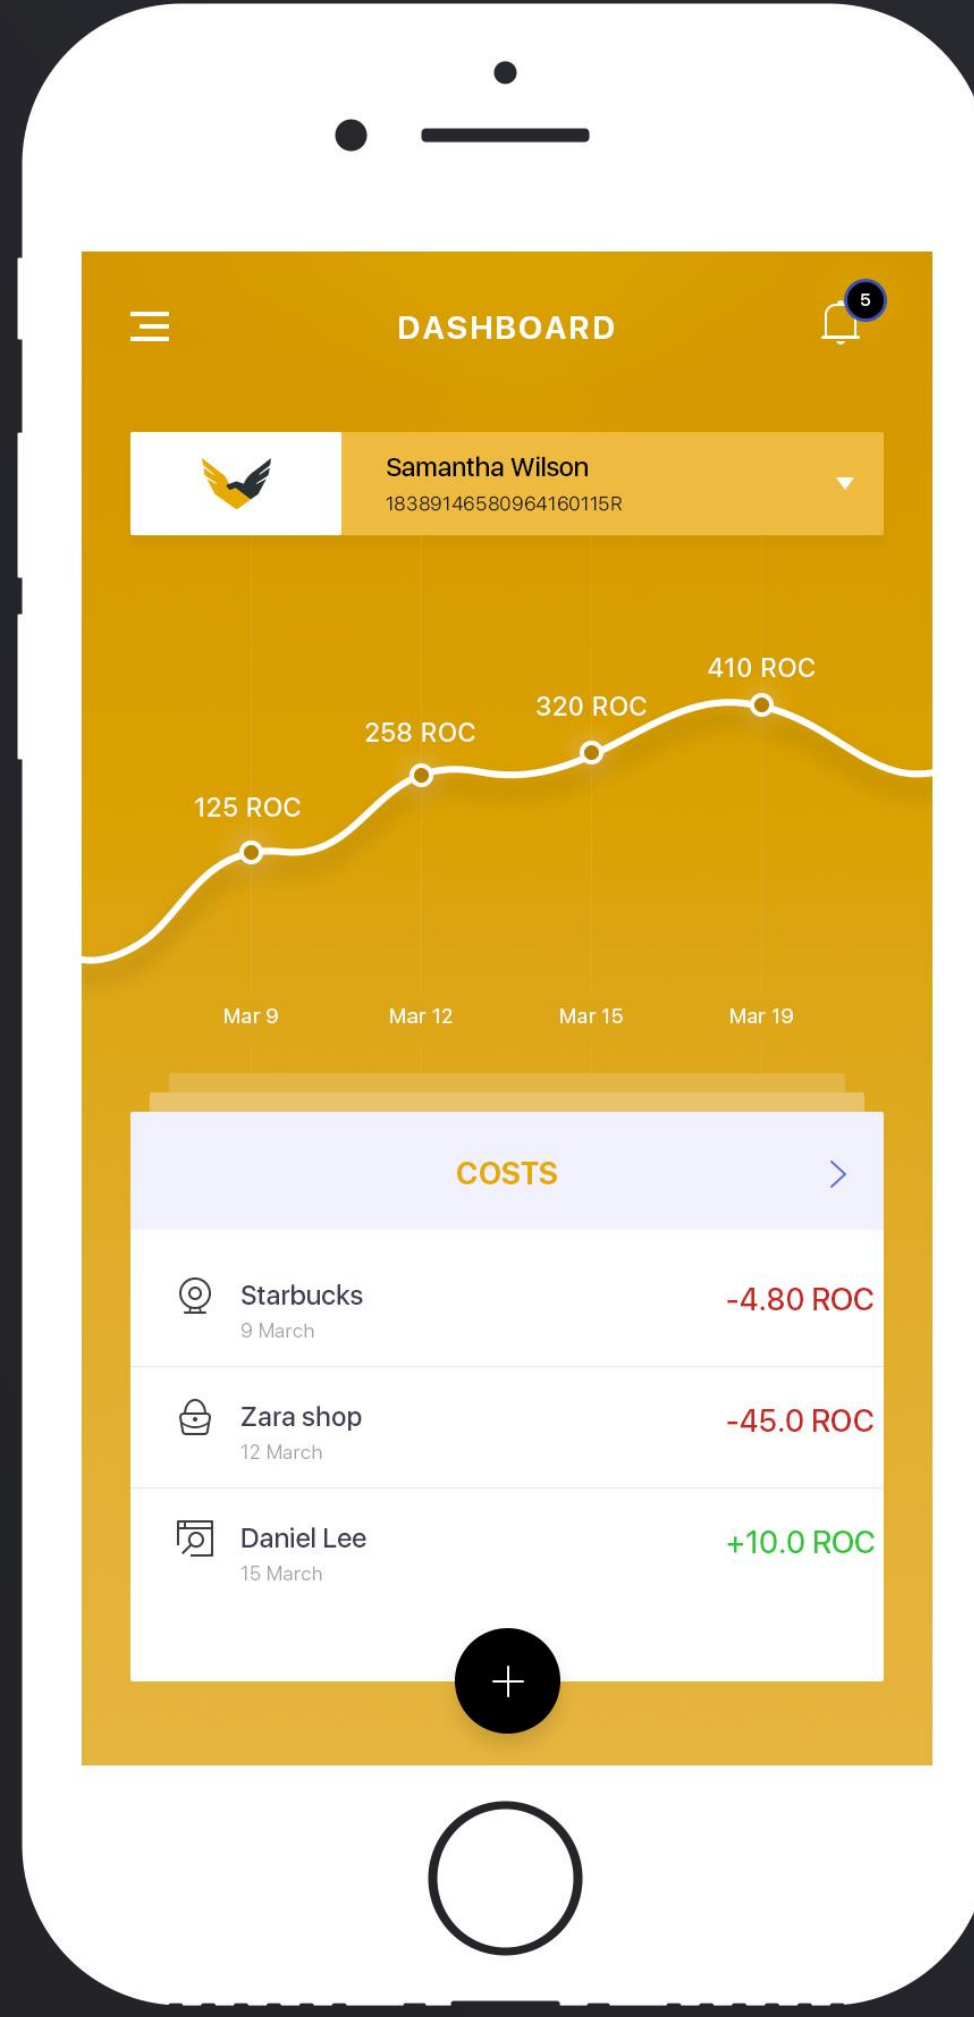 DASHBOARD
5
Samantha Wilson
18389146580964160115R
410 ROC
320 ROC
258 ROC
125 ROC
Mar 9
Mar 12
Mar 15
Mar 19
COSTS
Starbucks
-4.80 ROC
9 March
Zara shop
-45.0 ROC
12 March
Daniel Lee
+10.0 ROC
15 March